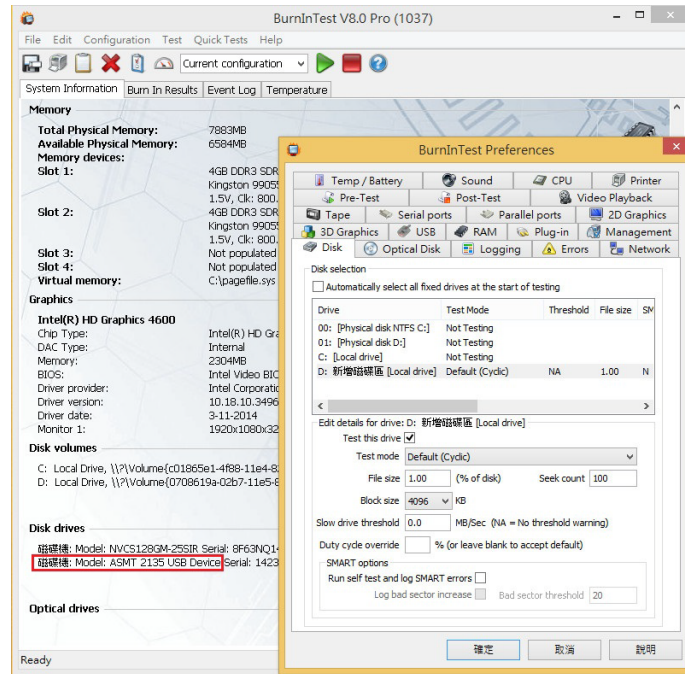 BurnInTest V8.0 Pro (1037)
File Edit Configuration Test Quick Tests Help
Current configuration
System Information Burn In Results Event Log Temperature
Memory
Total Physical Memory: 7883MB
Available Physical Memory: 6584MB
Memory devices:
Slot 1: 4GB DDR3 SDR
Kingston 9905
1.5V, Clk: 800.
Slot 2: 4GB DDR3 SDR
Kingston 9905
1.5V, Clk: 800.
Slot 3: Not populated
Slot 4: Not populated
Virtual memory: C:\pagefile.sys
Graphics
Intel(R) HD Graphics 4600
Chip Type: Intel(R) HD Gra
DAC Type: Internal
Memory: 2304MB
BIOS: Intel Video BIO
Driver provider: Intel Corporatic
Driver version: 10.18.10.3496
Driver date: 3-11-2014
Monitor 1: 1920x1080x32
Disk volumes
C: Local Drive, \\?\Volume{c01865e1-4f88-11e4-8
D: Local Drive, \\?\Volume{0708619a-02b7-11e5-8
Disk drives
磁碟機: Model: NVCS128GM-25SIR Serial: 8F63NQ14
磁碟機: Model: ASMT 2135 USB Device Serial: 1423
Optical drives
Ready
BurnInTest Preferences
Temp / Battery Sound CPU Printer
Pre-Test Post-Test Video Playback
Tape Serial ports Parallel ports 2D Graphics
3D Graphics USB RAM Plug-in Management
Disk Optical Disk Logging Errors Network
Disk selection
Automatically select all fixed drives at the start of testing
Drive Test Mode Threshold File size SM
00: [Physical disk NTFS C:] Not Testing
01: [Physical disk D:] Not Testing
C: [Local drive] Not Testing
D: 新增磁碟區 [Local drive] Default (Cyclic) NA 1.00 N
Edit details for drive: D: 新增磁碟區 [Local drive]
Test this drive
Test mode Default (Cyclic)
File size 1.00 (% of disk) Seek count 100
Block size 4096 KB
Slow drive threshold 0.0 MB/Sec (NA = No threshold warning)
Duty cycle override % (or leave blank to accept default)
SMART options
Run self test and log SMART errors
Log bad sector increase Bad sector threshold 20
確定 取消 說明